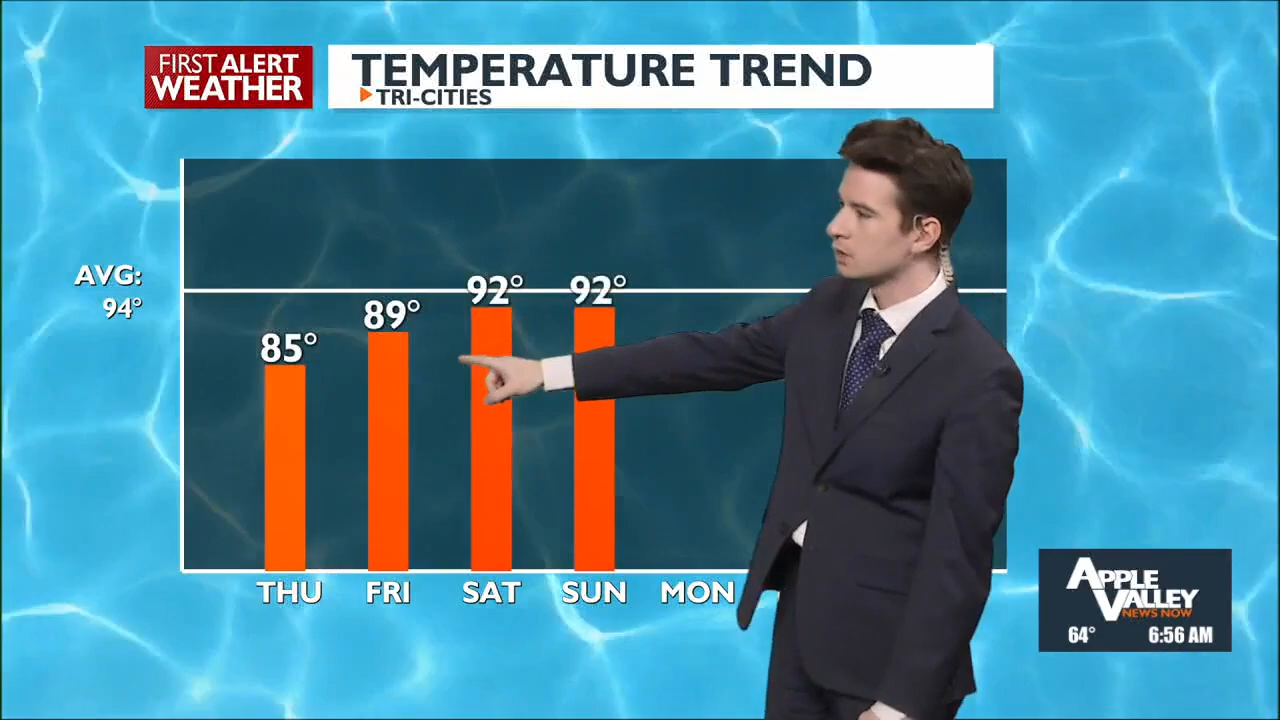 FIRST ALERT
WEATHER
TEMPERATURE TREND
TRI-CITIES
AVG:
94°
85°
89°
92°
92°
THU
FRI
SAT
SUN
MON
APPLE
VALLEY
NEWS NOW
64°
6:56 AM